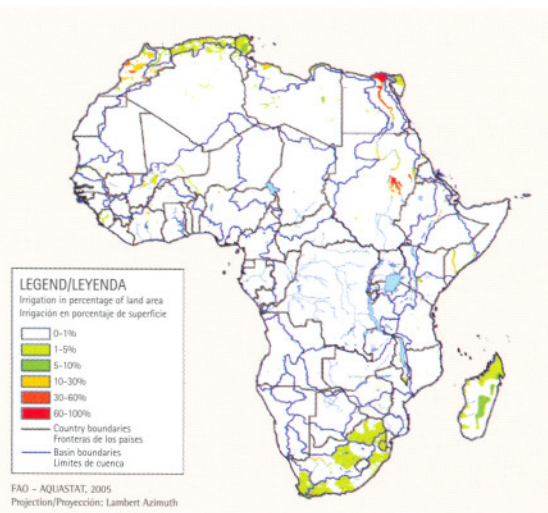 LEGEND/LEYENDA
Irrigation in percentage of land area
Irrigación en porcentaje de superficie
0-1%
1-5%
5-10%
10-30%
30-60%
60-100%
Country boundaries
Fronteras de los países
Basin boundaries
Limites de cuenca
FAO - AQUASTAT, 2005
Projection/Proyección: Lambert Azimuth